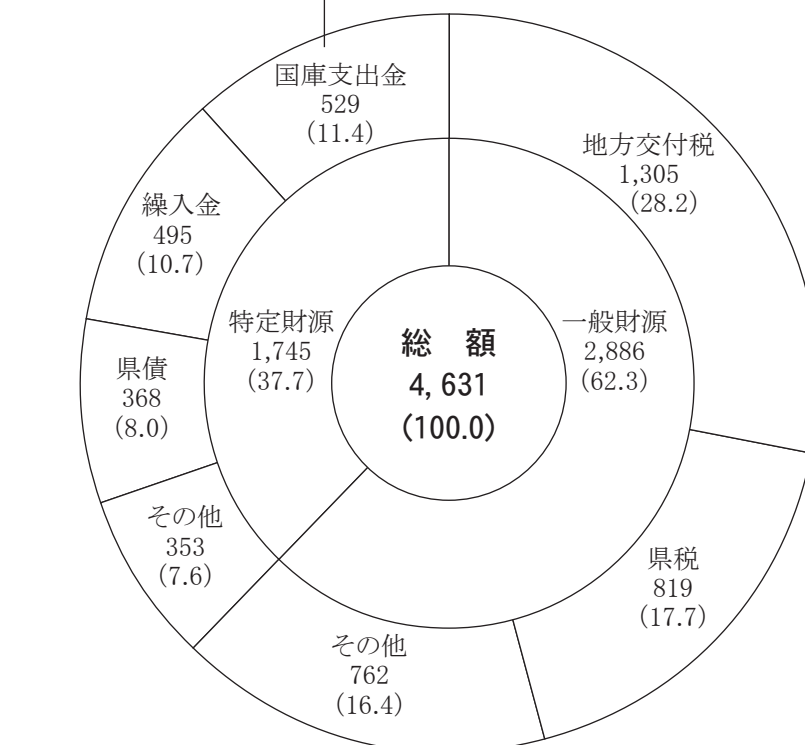 国庫支出金
529
(11.4)
地方交付税
1,305
(28.2)
繰入金
495
(10.7)
特定財源
1,745
(37.7)
総　額
4,631
(100.0)
一般財源
2,886
(62.3)
県債
368
(8.0)
その他
353
(7.6)
県税
819
(17.7)
その他
762
(16.4)